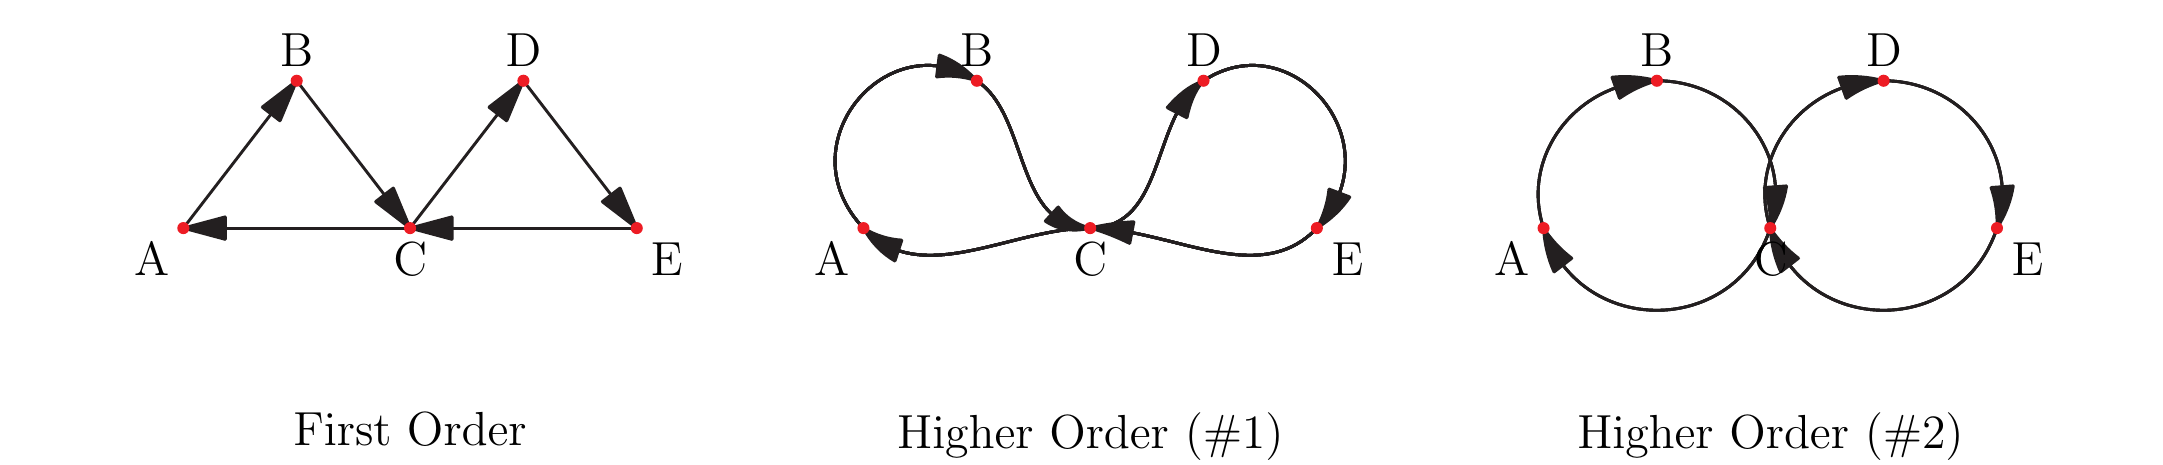 B D
A C E
First Order
B D
A C E
Higher Order (#1)
B D
A C E
Higher Order (#2)